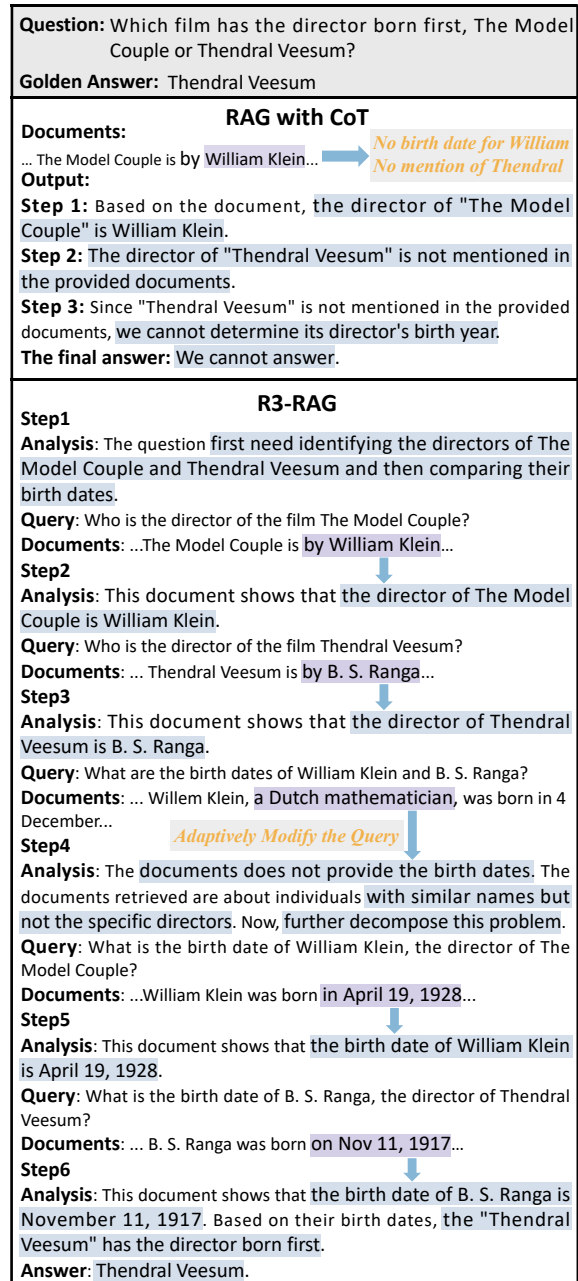 Question: Which film has the director born first, The Model
Couple or Thendral Veesum?
Golden Answer: Thendral Veesum
RAG with CoT
Documents:
... The Model Couple is by William Klein...
No birth date for William
No mention of Thendral
Output:
Step 1: Based on the document, the director of "The Model
Couple" is William Klein.
Step 2: The director of "Thendral Veesum" is not mentioned in
the provided documents.
Step 3: Since "Thendral Veesum" is not mentioned in the provided
documents, we cannot determine its director's birth year.
The final answer: We cannot answer.
R3-RAG
Step1
Analysis: The question first need identifying the directors of The
Model Couple and Thendral Veesum and then comparing their
birth dates.
Query: Who is the director of the film The Model Couple?
Documents: ...The Model Couple is by William Klein...
Step2
Analysis: This document shows that the director of The Model
Couple is William Klein.
Query: Who is the director of the film Thendral Veesum?
Documents: ... Thendral Veesum is by B. S. Ranga...
Step3
Analysis: This document shows that the director of Thendral
Veesum is B. S. Ranga.
Query: What are the birth dates of William Klein and B. S. Ranga?
Documents: ... Willem Klein, a Dutch mathematician, was born in 4
December...
Adaptively Modify the Query
Step4
Analysis: The documents does not provide the birth dates. The
documents retrieved are about individuals with similar names but
not the specific directors. Now, further decompose this problem.
Query: What is the birth date of William Klein, the director of The
Model Couple?
Documents: ...William Klein was born in April 19, 1928...
Step5
Analysis: This document shows that the birth date of William Klein
is April 19, 1928.
Query: What is the birth date of B. S. Ranga, the director of Thendral
Veesum?
Documents: ... B. S. Ranga was born on Nov 11, 1917...
Step6
Analysis: This document shows that the birth date of B. S. Ranga is
November 11, 1917. Based on their birth dates, the "Thendral
Veesum" has the director born first.
Answer: Thendral Veesum.